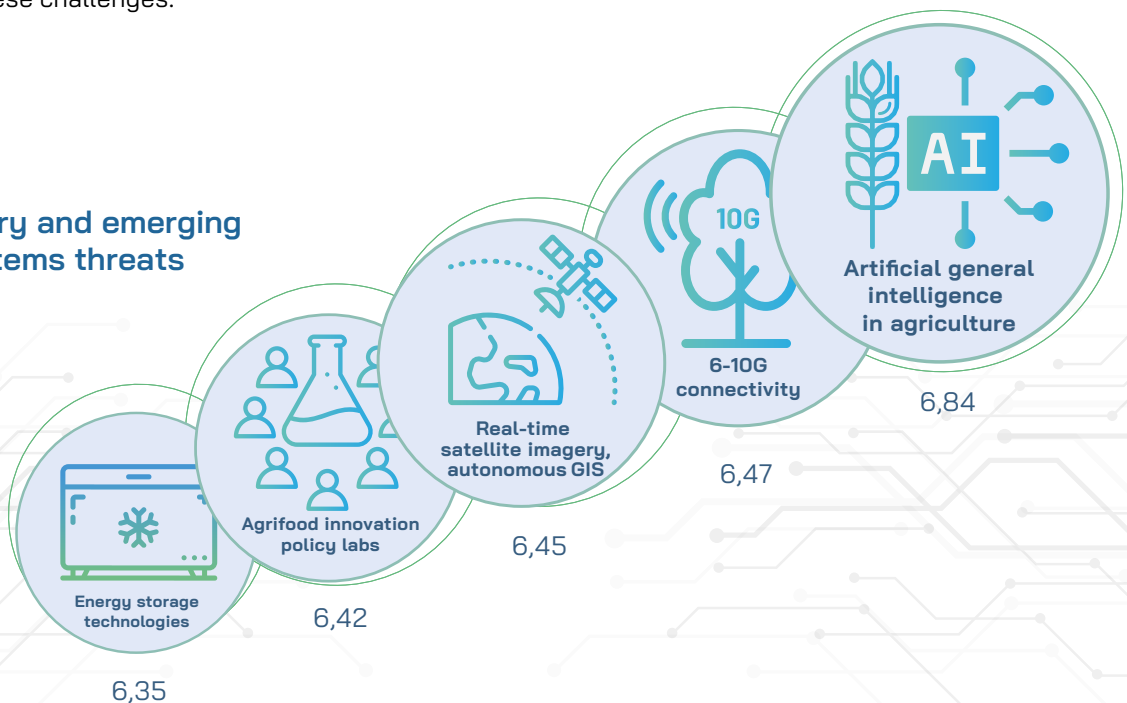 these challenges.
ry and emerging
tems threats
AI
Artificial general
intelligence
in agriculture
6,84
10G
6-10G
connectivity
6,47
Real-time
satellite imagery,
autonomous GIS
6,45
Agrifood innovation
policy labs
6,42
Energy storage
technologies
6,35